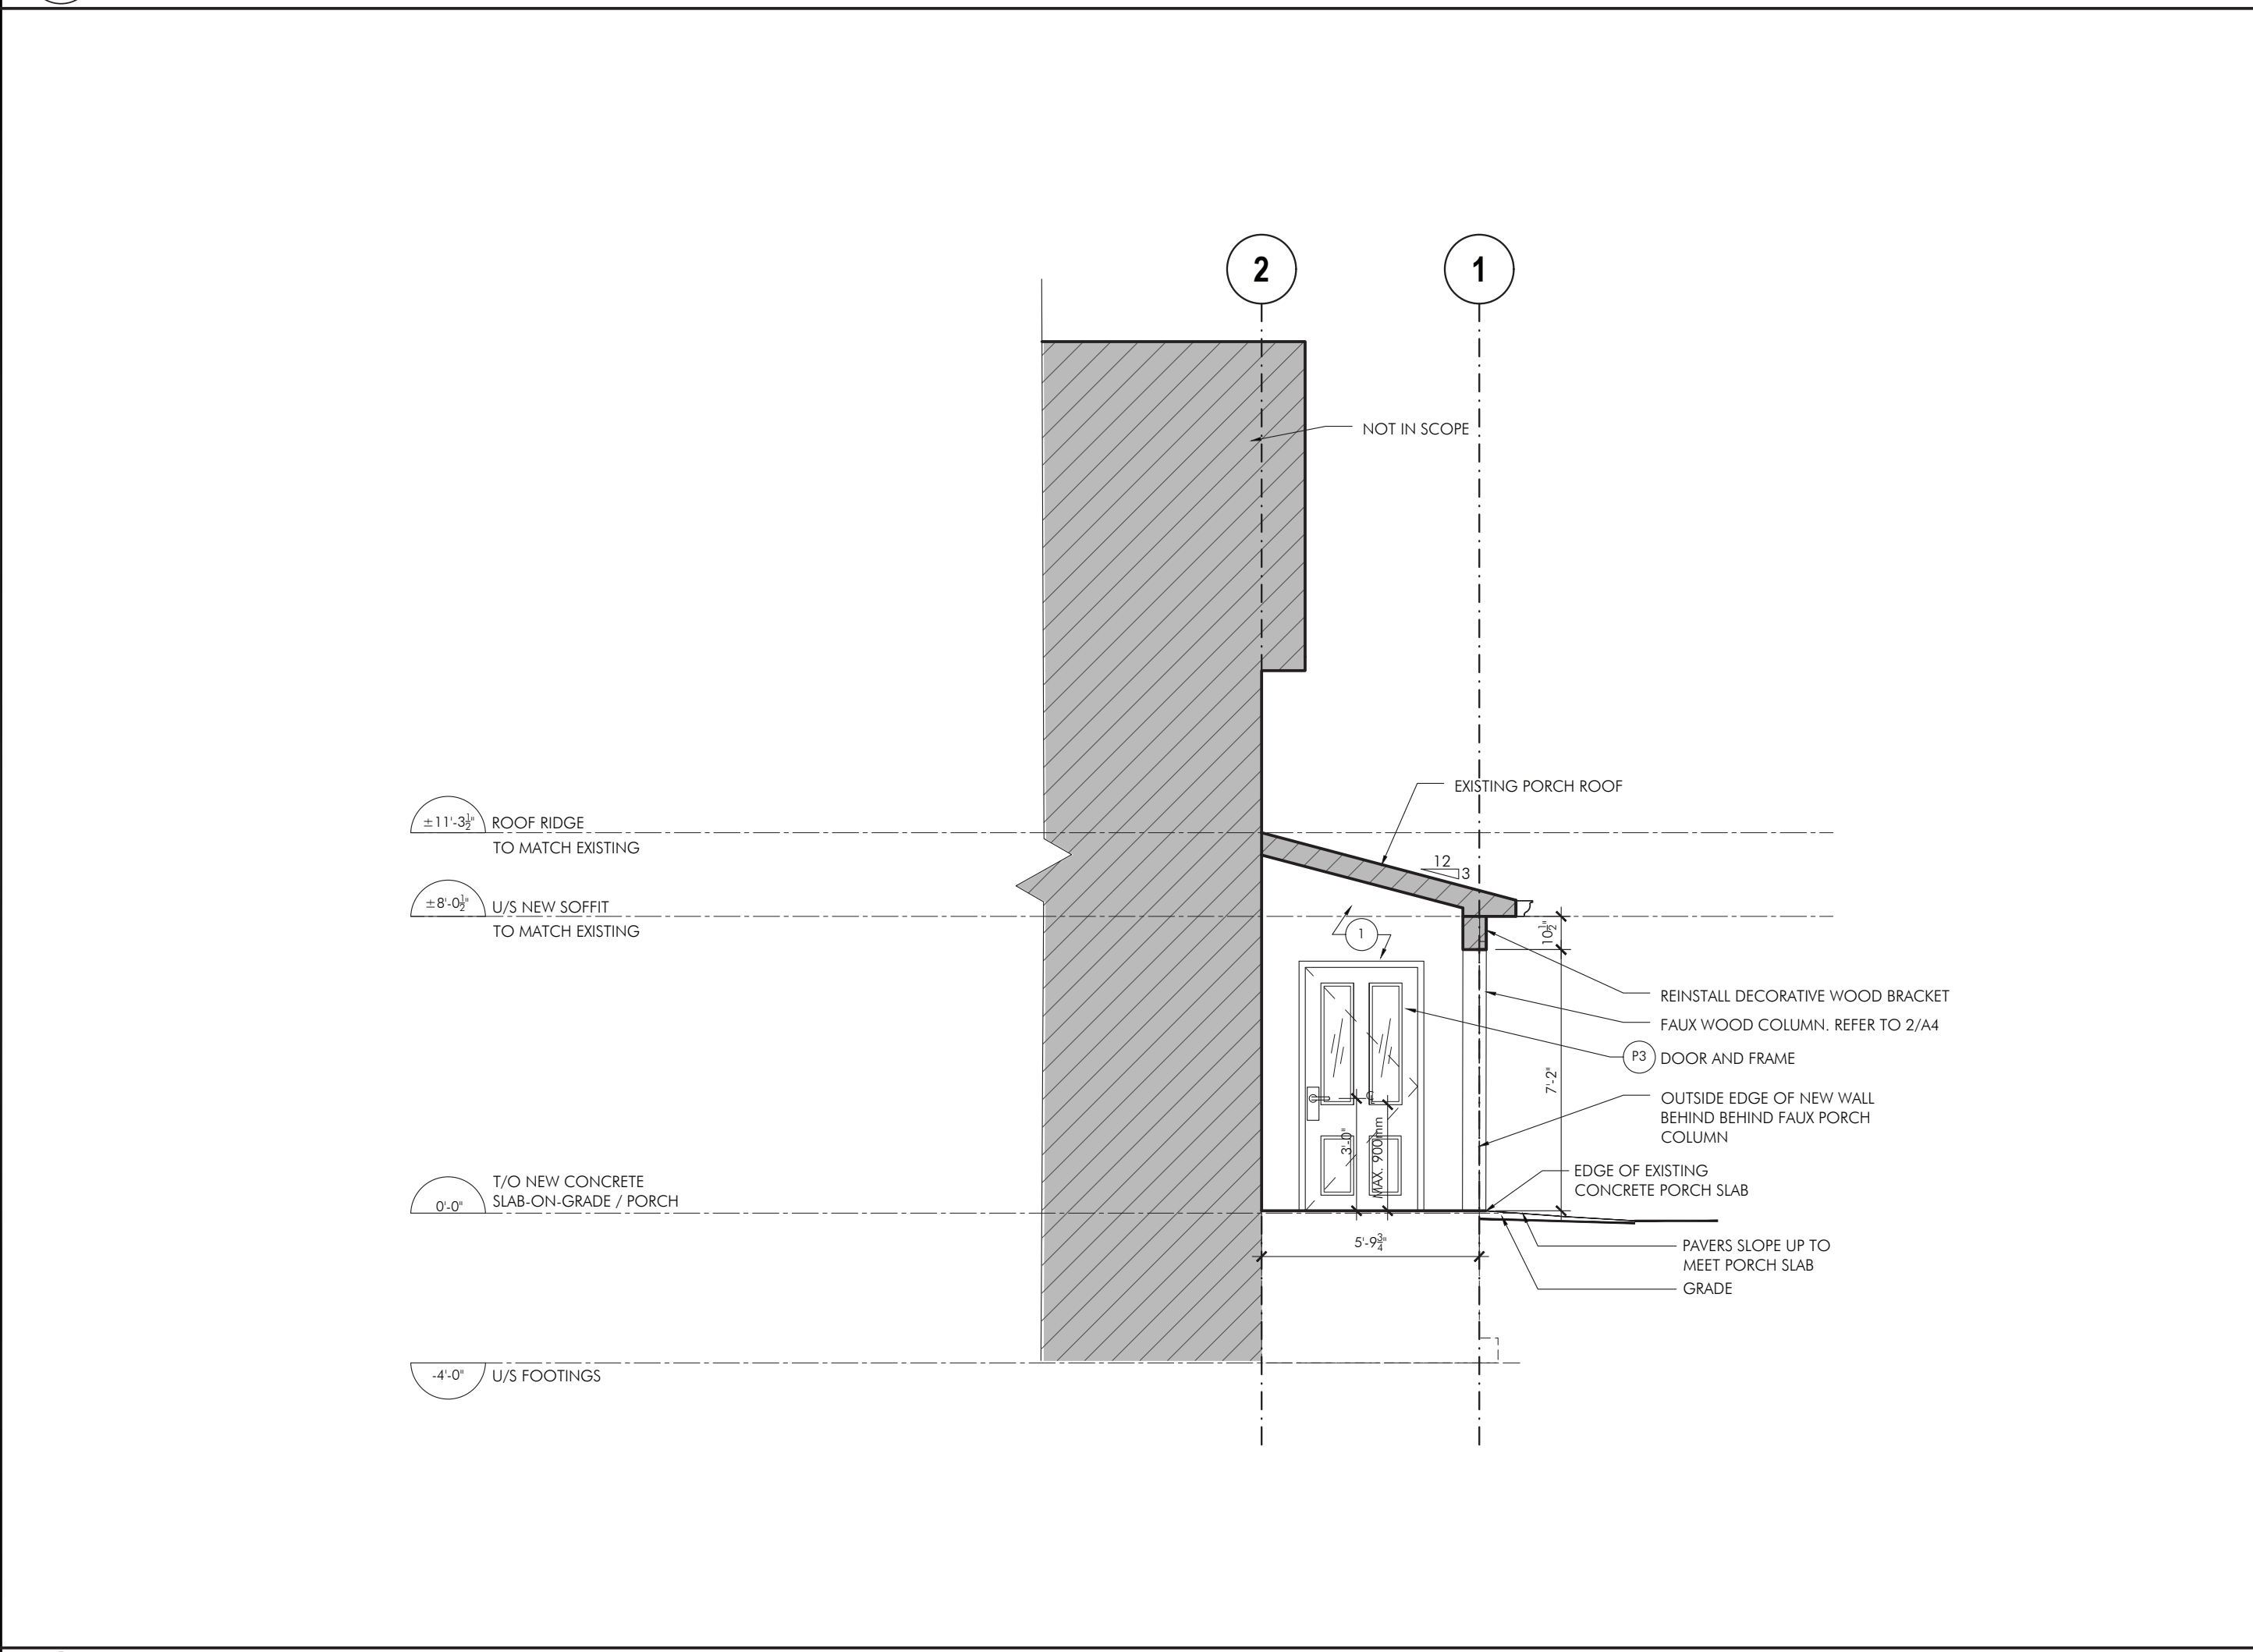 2
1
NOT IN SCOPE
EXISTING PORCH ROOF
±11'-3½"
ROOF RIDGE
TO MATCH EXISTING
12
3
±8'-0½"
U/S NEW SOFFIT
TO MATCH EXISTING
10½"
1
REINSTALL DECORATIVE WOOD BRACKET
FAUX WOOD COLUMN. REFER TO 2/A4
P3
DOOR AND FRAME
7'-2"
OUTSIDE EDGE OF NEW WALL
BEHIND BEHIND FAUX PORCH
COLUMN
3'-0"
MAX. 900mm
EDGE OF EXISTING
CONCRETE PORCH SLAB
T/O NEW CONCRETE
SLAB-ON-GRADE / PORCH
0'-0"
5'-9¾"
PAVERS SLOPE UP TO
MEET PORCH SLAB
GRADE
-4'-0"
U/S FOOTINGS